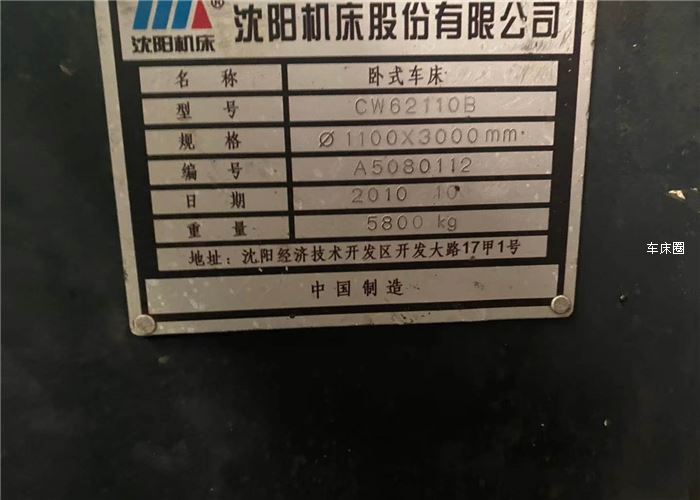 ® 沈阳机床股份有限公司
沈阳机床
名 称 卧式车床
型 号 CW62110B
规 格 Ø 1100X3000mm
编 号 A5080112
日 期 2010 10
重 量 5800 kg
地址: 沈阳经济技术开发区开发大路17甲1号
中国制造
车床圈